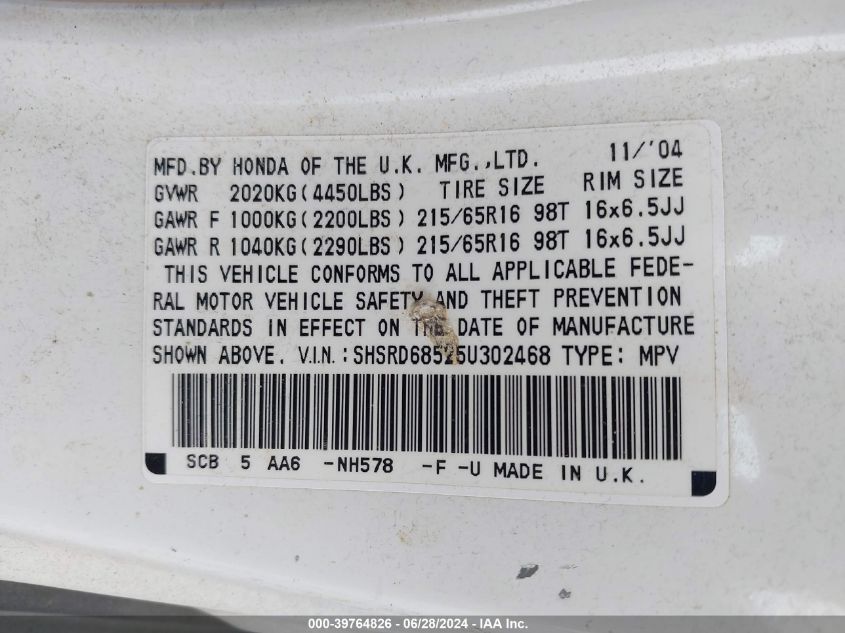 MFD.BY HONDA OF THE U.K. MFG.,LTD. 11/'04
GVWR 2020KG(4450LBS) TIRE SIZE RIM SIZE
GAWR F 1000KG(2200LBS) 215/65R16 98T 16x6.5JJ
GAWR R 1040KG(2290LBS) 215/65R16 98T 16x6.5JJ
THIS VEHICLE CONFORMS TO ALL APPLICABLE FEDE-
RAL MOTOR VEHICLE SAFETY AND THEFT PREVENTION
STANDARDS IN EFFECT ON THE DATE OF MANUFACTURE
SHOWN ABOVE. V.I.N.:SHSRD68525U302468 TYPE: MPV
SCB 5 AA6 -NH578 -F -U MADE IN U.K.
000-39764826 - 06/28/2024 - IAA Inc.